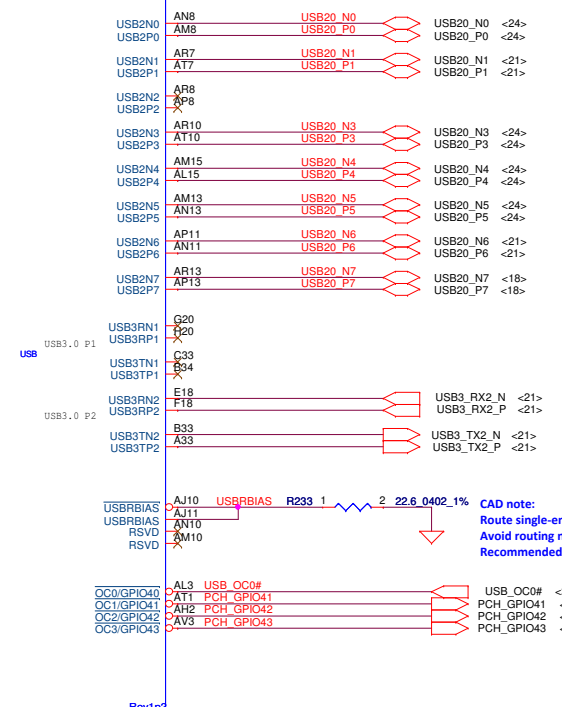 USB2N0 AN8 USB20_N0 USB20_N0 <24>
USB2P0 AM8 USB20_P0 USB20_P0 <24>
USB2N1 AR7 USB20_N1 USB20_N1 <21>
USB2P1 AT7 USB20_P1 USB20_P1 <21>
USB2N2 AR8
USB2P2 AP8
USB2N3 AR10 USB20_N3 USB20_N3 <24>
USB2P3 AT10 USB20_P3 USB20_P3 <24>
USB2N4 AM15 USB20_N4 USB20_N4 <24>
USB2P4 AL15 USB20_P4 USB20_P4 <24>
USB2N5 AM13 USB20_N5 USB20_N5 <24>
USB2P5 AN13 USB20_P5 USB20_P5 <24>
USB2N6 AP11 USB20_N6 USB20_N6 <21>
USB2P6 AN11 USB20_P6 USB20_P6 <21>
USB2N7 AR13 USB20_N7 USB20_N7 <18>
USB2P7 AP13 USB20_P7 USB20_P7 <18>
USB3RN1 G20
USB3RP1 H20
USB3.0 P1
USB
USB3TN1 C33
USB3TP1 B34
USB3RN2 E18 USB3_RX2_N <21>
USB3RP2 F18 USB3_RX2_P <21>
USB3.0 P2
USB3TN2 B33 USB3_TX2_N <21>
USB3TP2 A33 USB3_TX2_P <21>
USBRBIAS AJ10 USBRBIAS R233 1 2 22.6_0402_1% CAD note:
USBRBIAS AJ11 Route single-en
RSVD AN10 Avoid routing n
RSVD AM10 Recommended
OC0/GPIO40 AL3 USB_OC0# USB_OC0# <
OC1/GPIO41 AT1 PCH_GPIO41 PCH_GPIO41 <
OC2/GPIO42 AH2 PCH_GPIO42 PCH_GPIO42 <
OC3/GPIO43 AV3 PCH_GPIO43 PCH_GPIO43 <
Rev1p2